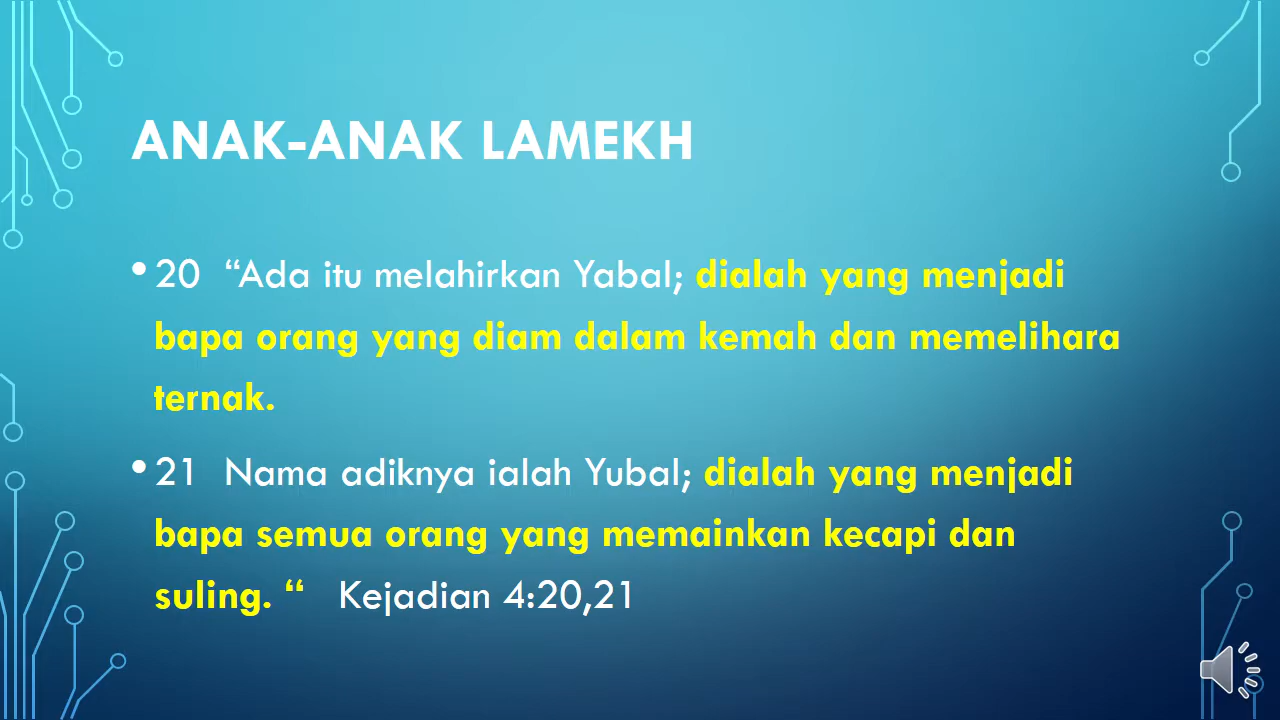 ANAK-ANAK LAMEKH
• 20 “Ada itu melahirkan Yabal; dialah yang menjadi
bapa orang yang diam dalam kemah dan memelihara
ternak.
• 21 Nama adiknya ialah Yubal; dialah yang menjadi
bapa semua orang yang memainkan kecapi dan
suling. “ Kejadian 4:20,21